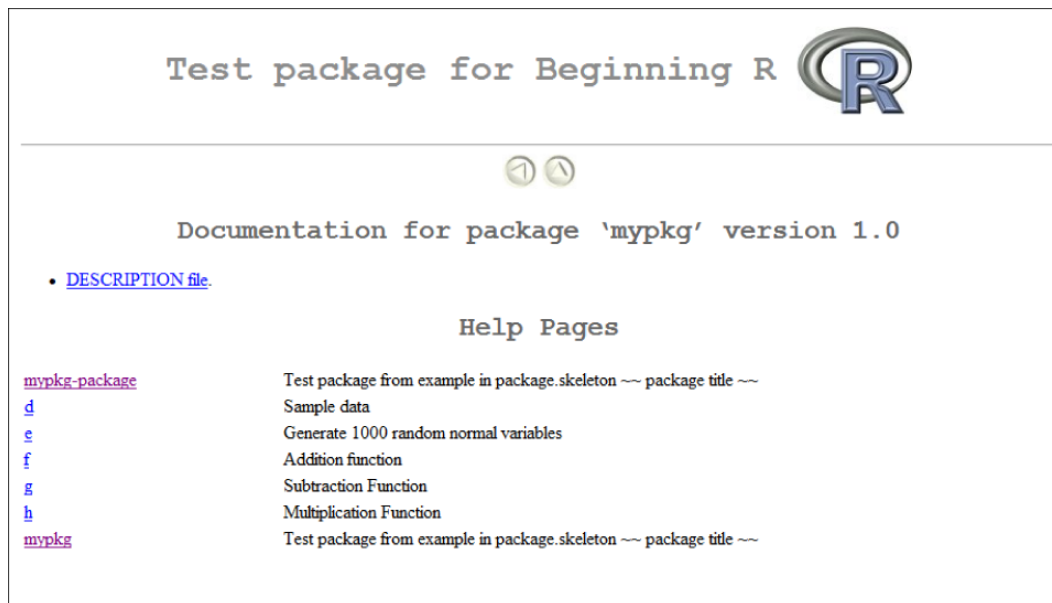 Test package for Beginning R
R
Documentation for package ‘mypkg’ version 1.0
• DESCRIPTION file.
Help Pages
mypkg-package Test package from example in package.skeleton ~~ package title ~~
d Sample data
e Generate 1000 random normal variables
f Addition function
g Subtraction Function
h Multiplication Function
mypkg Test package from example in package.skeleton ~~ package title ~~